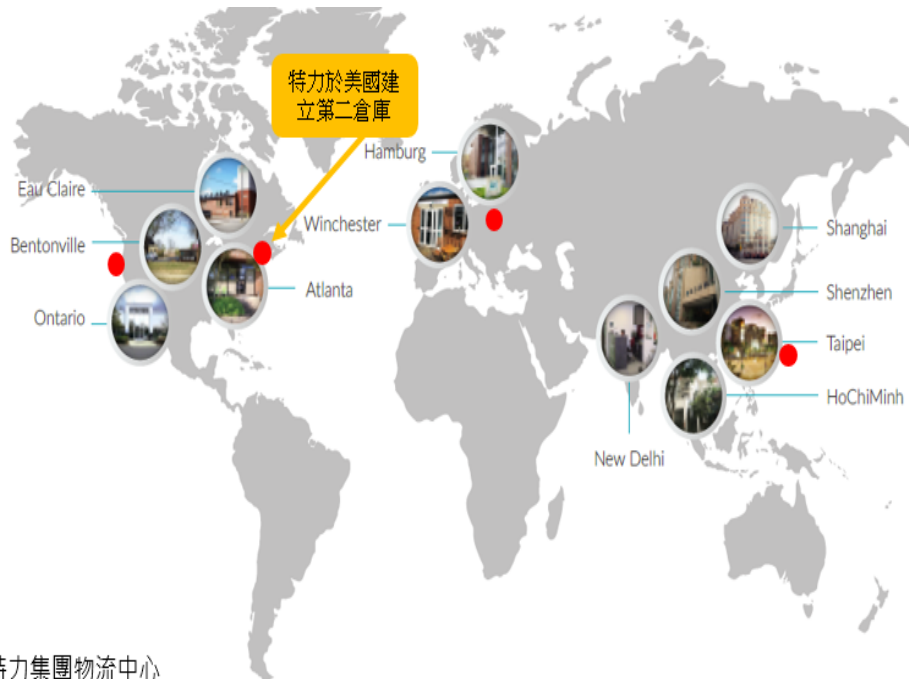 特力於美國建
立第二倉庫
Hamburg
Eau Claire
Winchester
Bentonville
Shanghai
Atlanta
Shenzhen
Ontario
Taipei
HoChiMinh
New Delhi
特力集團物流中心